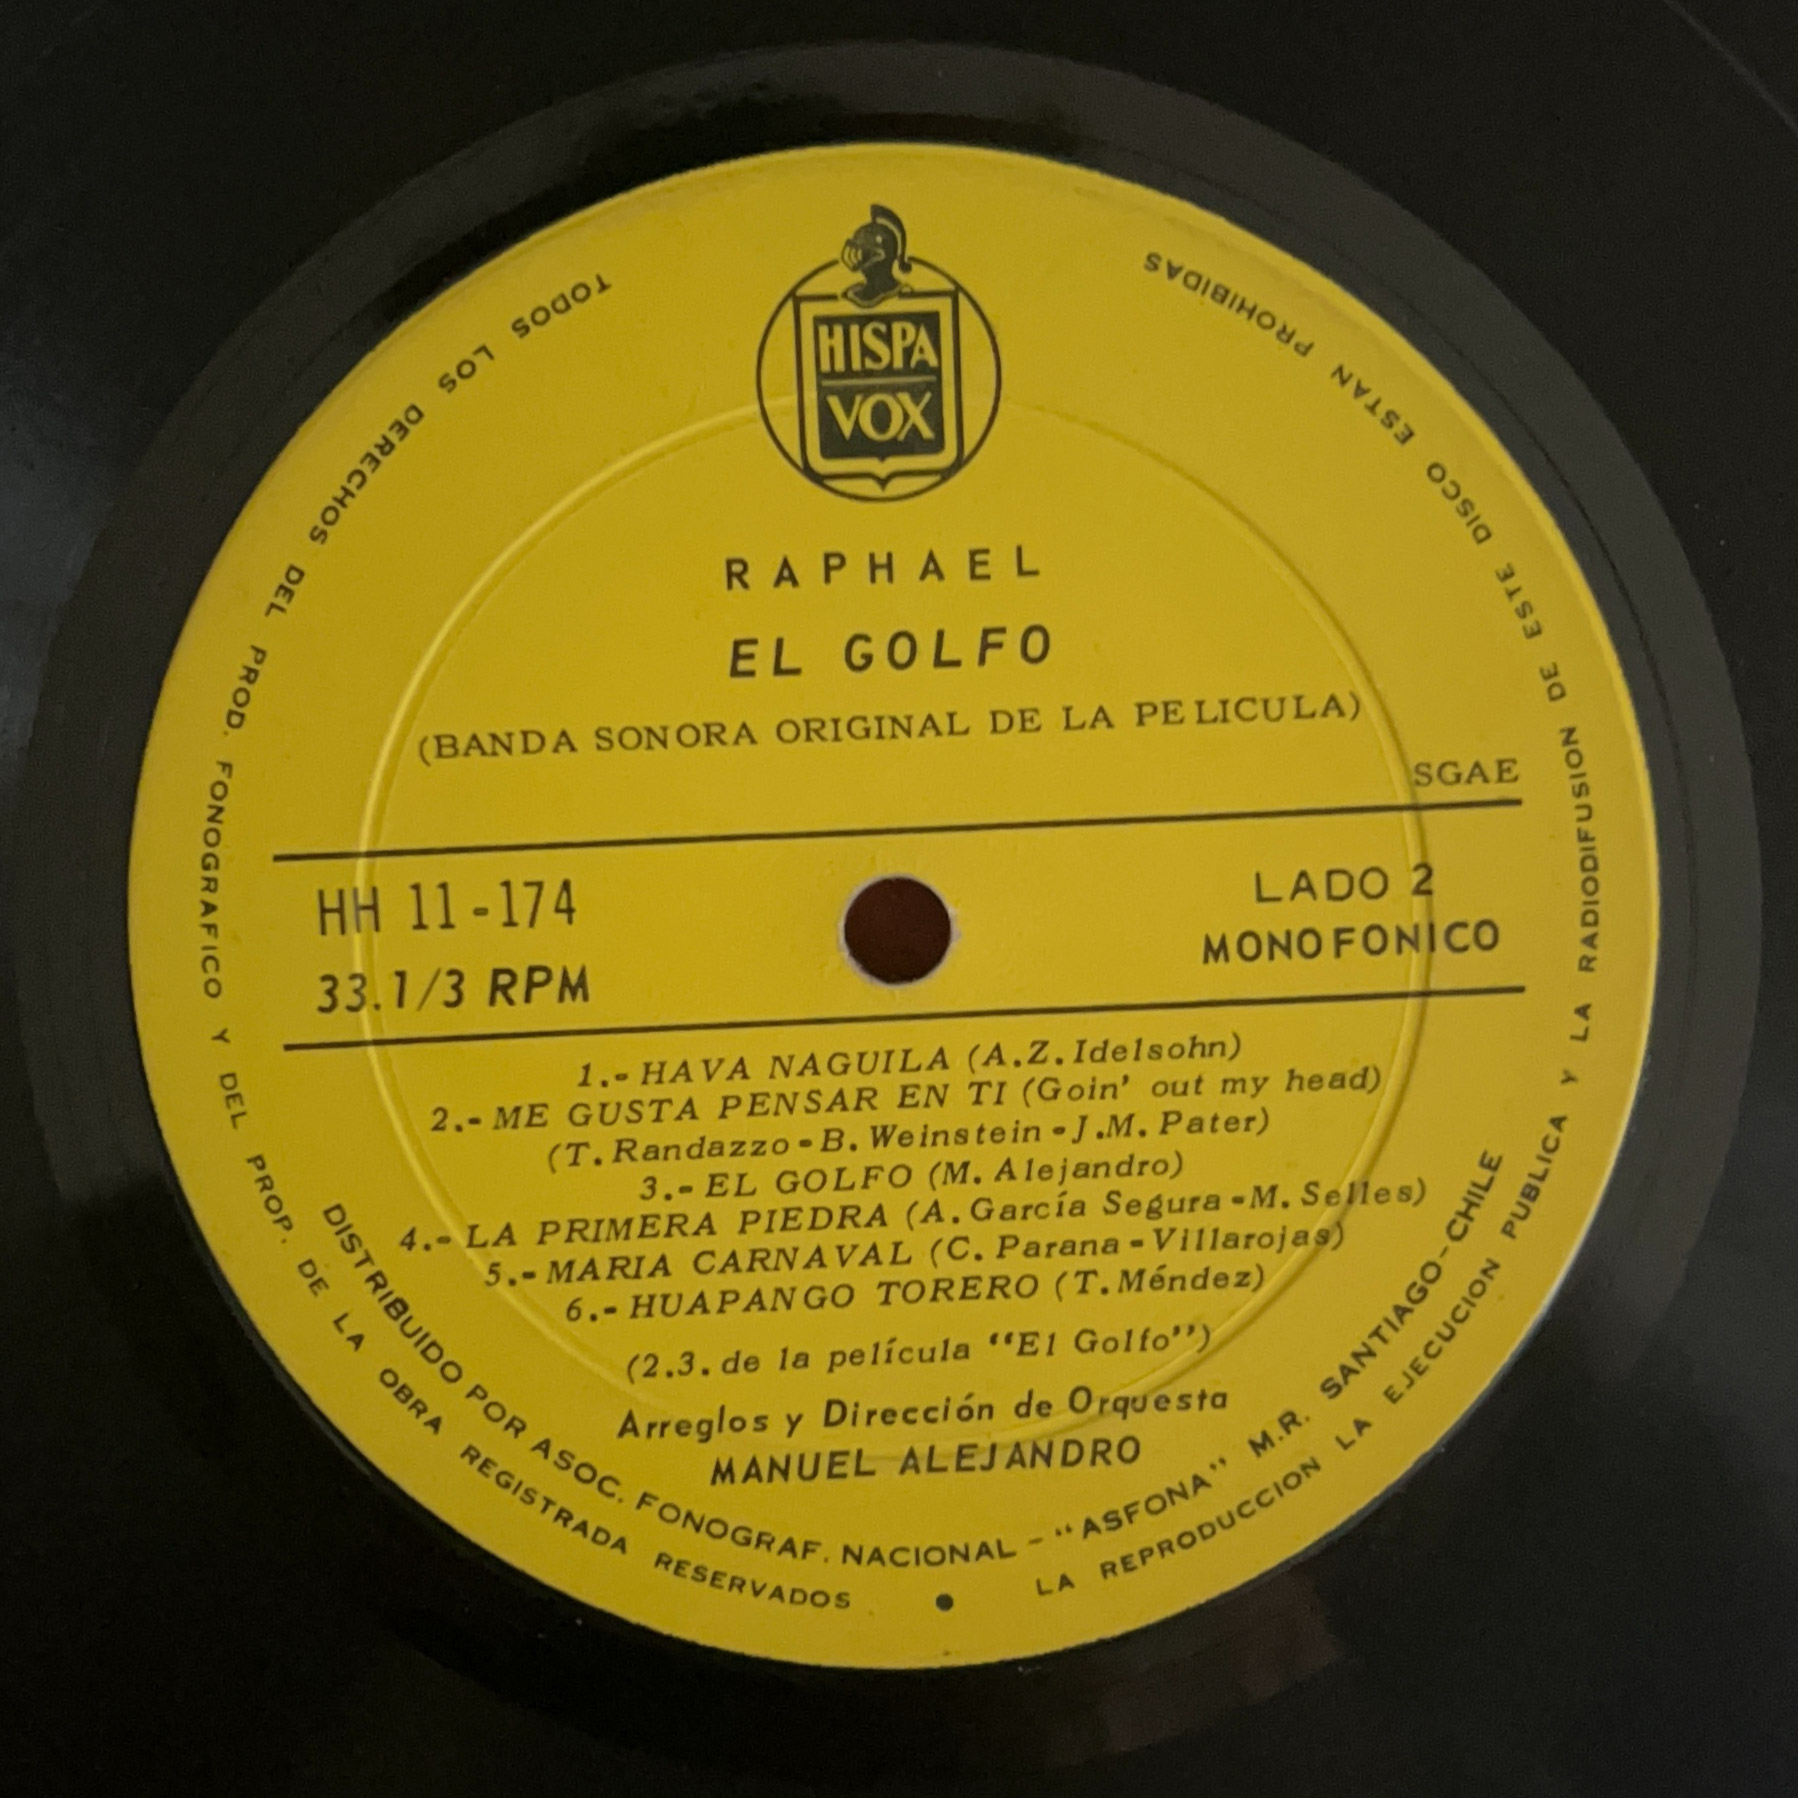 HISPA
VOX
RAPHAEL
EL GOLFO
(BANDA SONORA ORIGINAL DE LA PELICULA)
SGAE
HH 11-174
33.1/3 RPM
LADO 2
MONOFONICO
1.- HAVA NAGUILA (A.Z. Idelsohn)
2.- ME GUSTA PENSAR EN TI (Goin' out my head)
(T. Randazzo-B. Weinstein-J.M. Pater)
3.- EL GOLFO (M. Alejandro)
4.- LA PRIMERA PIEDRA (A. García Segura-M. Selles)
5.- MARIA CARNAVAL (C. Parana-Villarojas)
6.- HUAPANGO TORERO (T. Méndez)
(2.3. de la película "El Golfo")
Arreglos y Dirección de Orquesta
MANUEL ALEJANDRO
DISTRIBUIDO POR ASOC. FONOGRAF. NACIONAL - "ASFONA" M.R. SANTIAGO-CHILE
TODOS LOS DERECHOS DEL PROD. FONOGRAFICO Y DEL PROP. DE LA OBRA REGISTRADA RESERVADOS • LA REPRODUCCION LA EJECUCION PUBLICA Y LA RADIODIFUSION DE ESTE DISCO ESTAN PROHIBIDAS